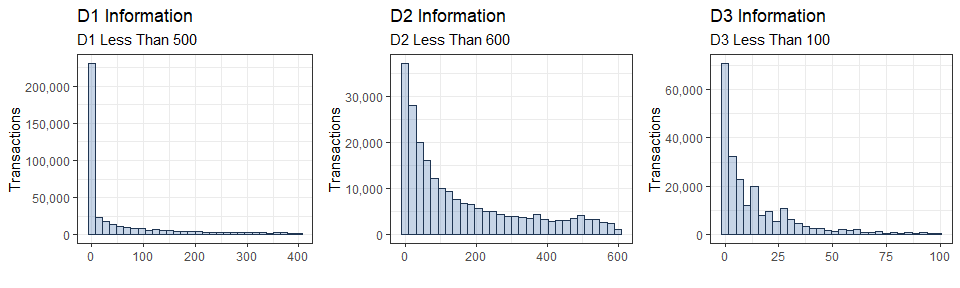 D1 Information
D1 Less Than 500
Transactions
200,000
150,000
100,000
50,000
0
0 100 200 300 400
D2 Information
D2 Less Than 600
Transactions
30,000
20,000
10,000
0
0 200 400 600
D3 Information
D3 Less Than 100
Transactions
60,000
40,000
20,000
0
0 25 50 75 100